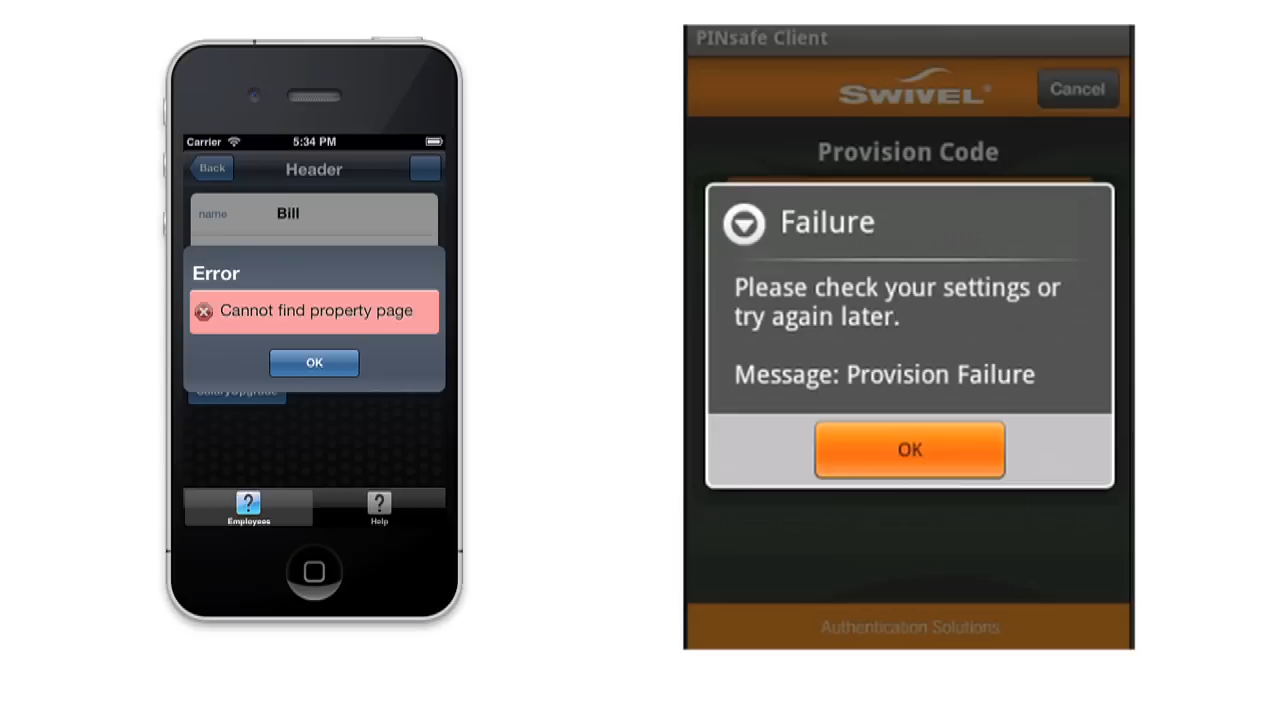 Carrier 5:34 PM
Back Header
name Bill
Error
Cannot find property page
OK
SalaryUpgrade
? ?
Employees Help
PINsafe Client
SWIVEL® Cancel
Provision Code
Failure
Please check your settings or
try again later.
Message: Provision Failure
OK
Authentication Solutions